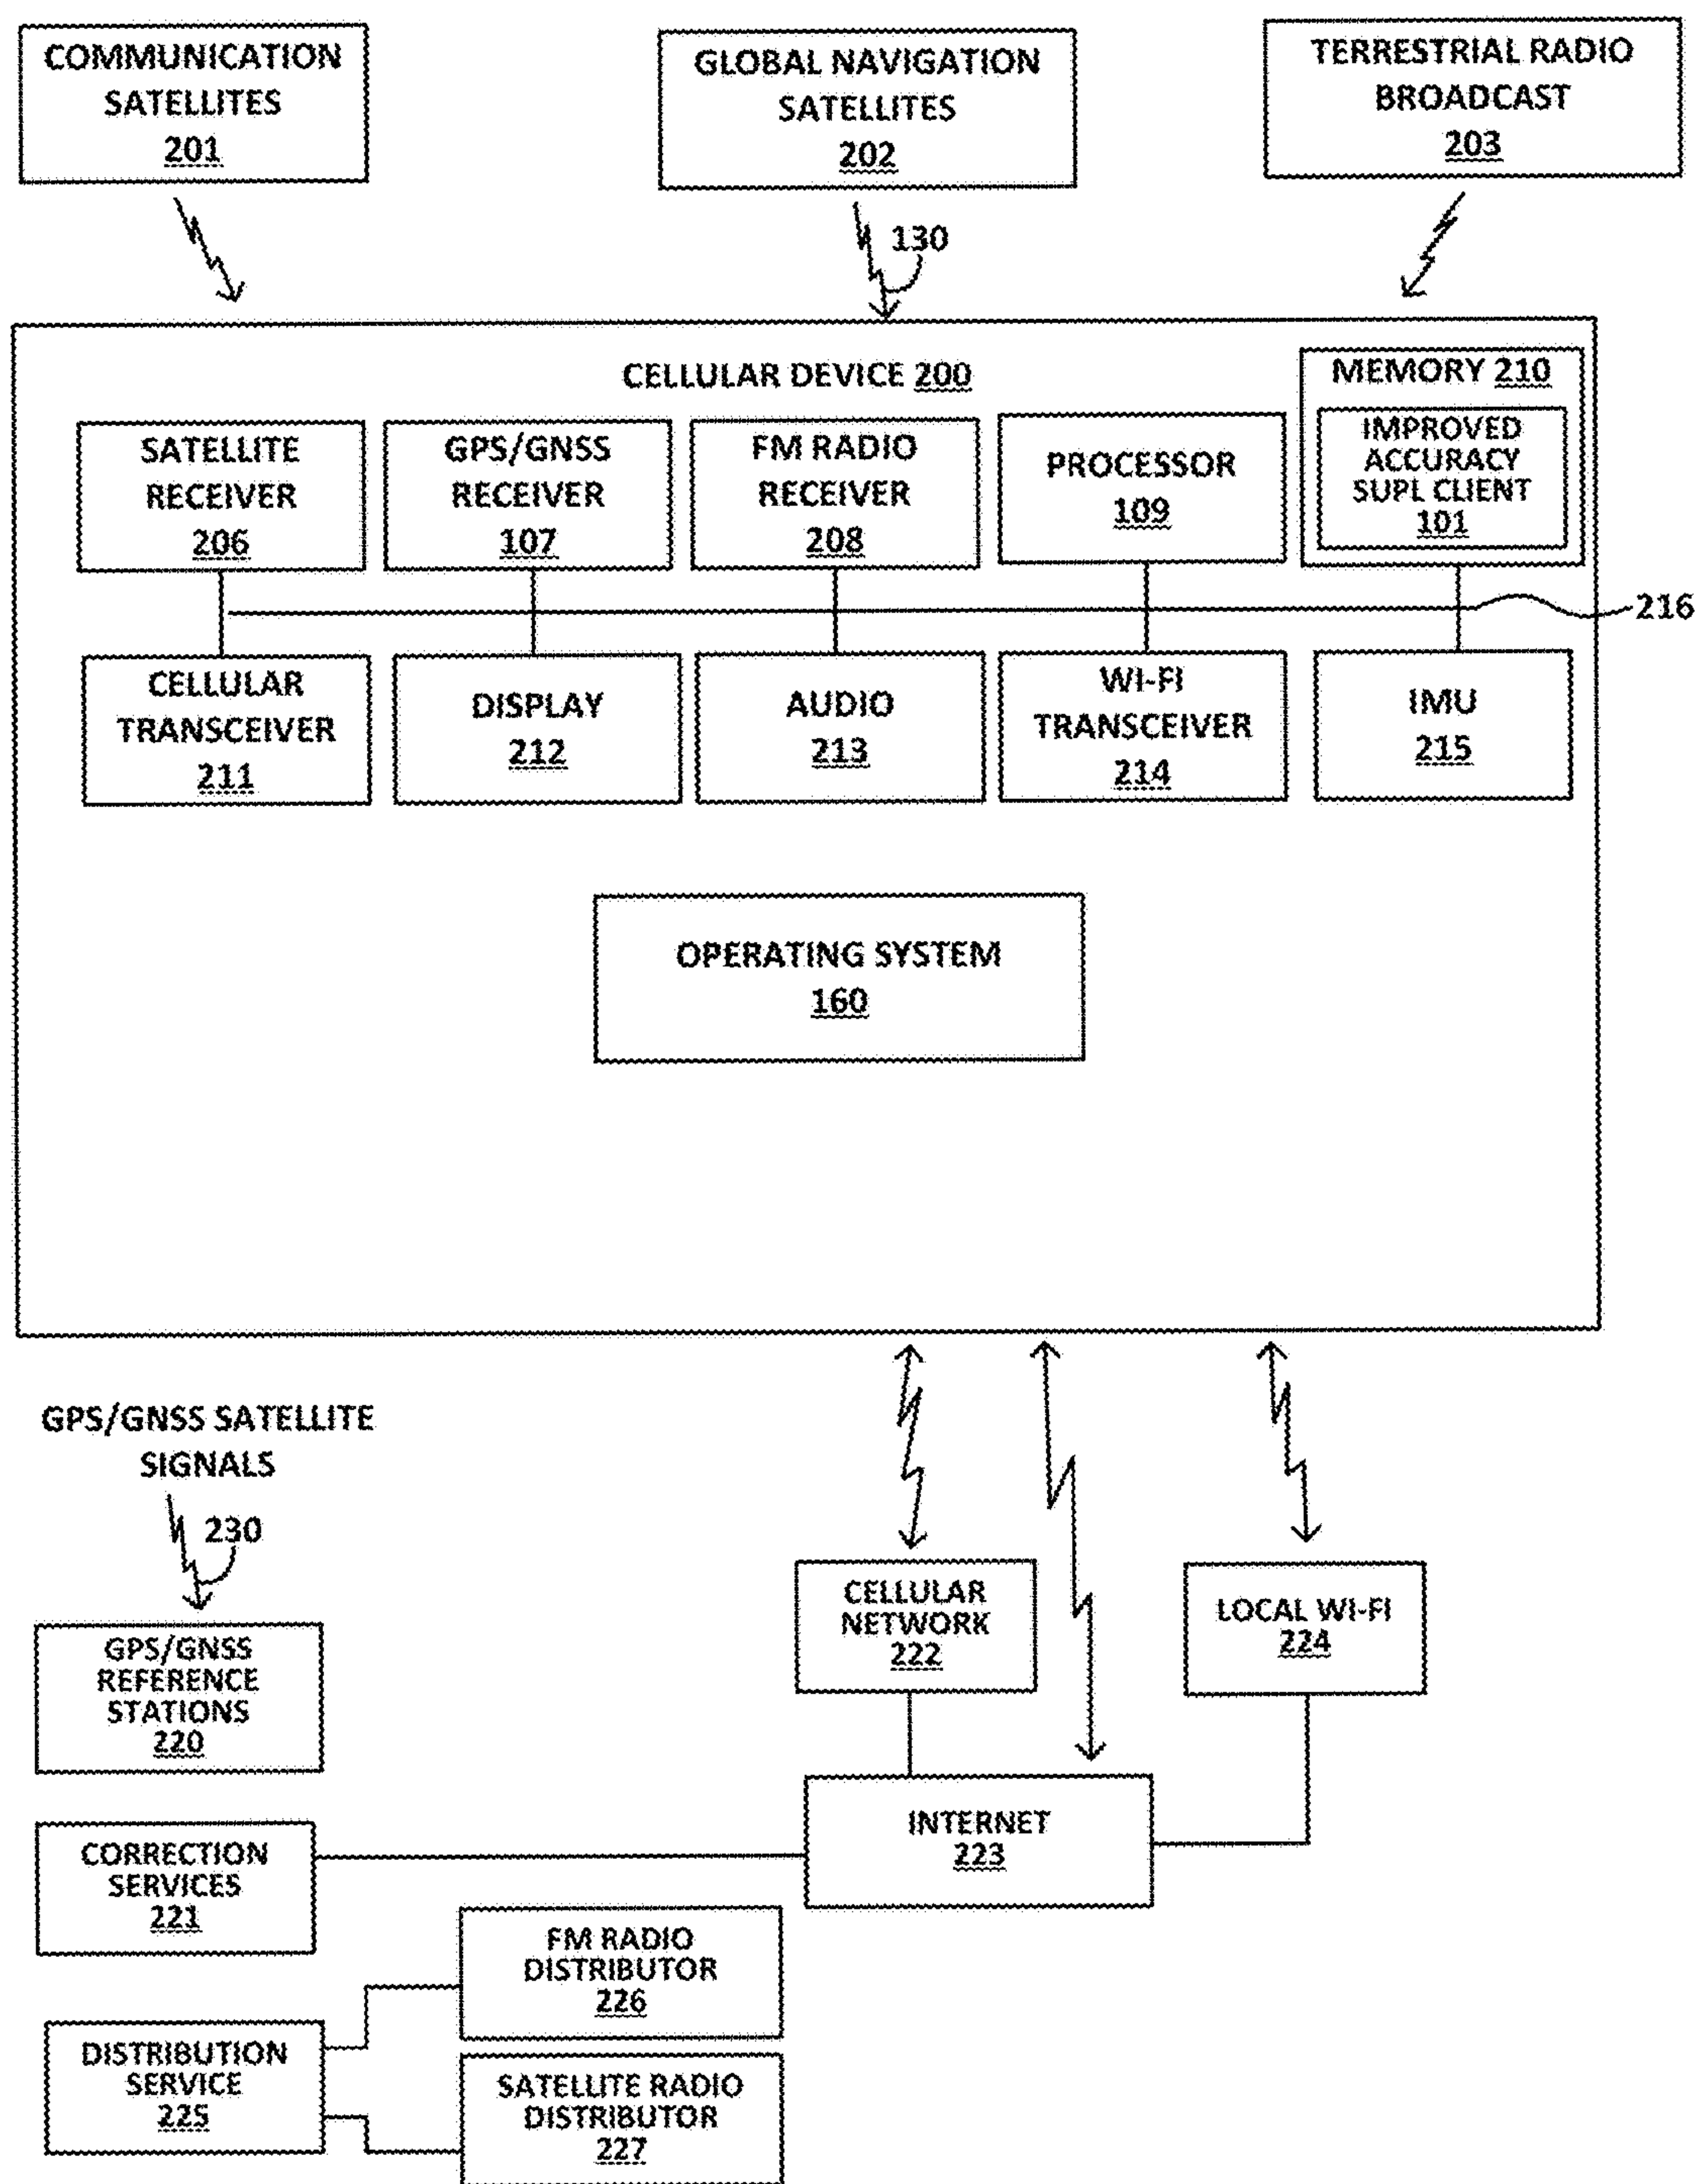 COMMUNICATION
SATELLITES
201
GLOBAL NAVIGATION
SATELLITES
202
TERRESTRIAL RADIO
BROADCAST
203
130
CELLULAR DEVICE 200
MEMORY 210
IMPROVED
ACCURACY
SUPL CLIENT
101
SATELLITE
RECEIVER
206
GPS/GNSS
RECEIVER
107
FM RADIO
RECEIVER
208
PROCESSOR
109
216
CELLULAR
TRANSCEIVER
211
DISPLAY
212
AUDIO
213
WI-FI
TRANSCEIVER
214
IMU
215
OPERATING SYSTEM
160
GPS/GNSS SATELLITE
SIGNALS
230
GPS/GNSS
REFERENCE
STATIONS
220
CELLULAR
NETWORK
222
LOCAL WI-FI
224
INTERNET
223
CORRECTION
SERVICES
221
FM RADIO
DISTRIBUTOR
226
DISTRIBUTION
SERVICE
225
SATELLITE RADIO
DISTRIBUTOR
227